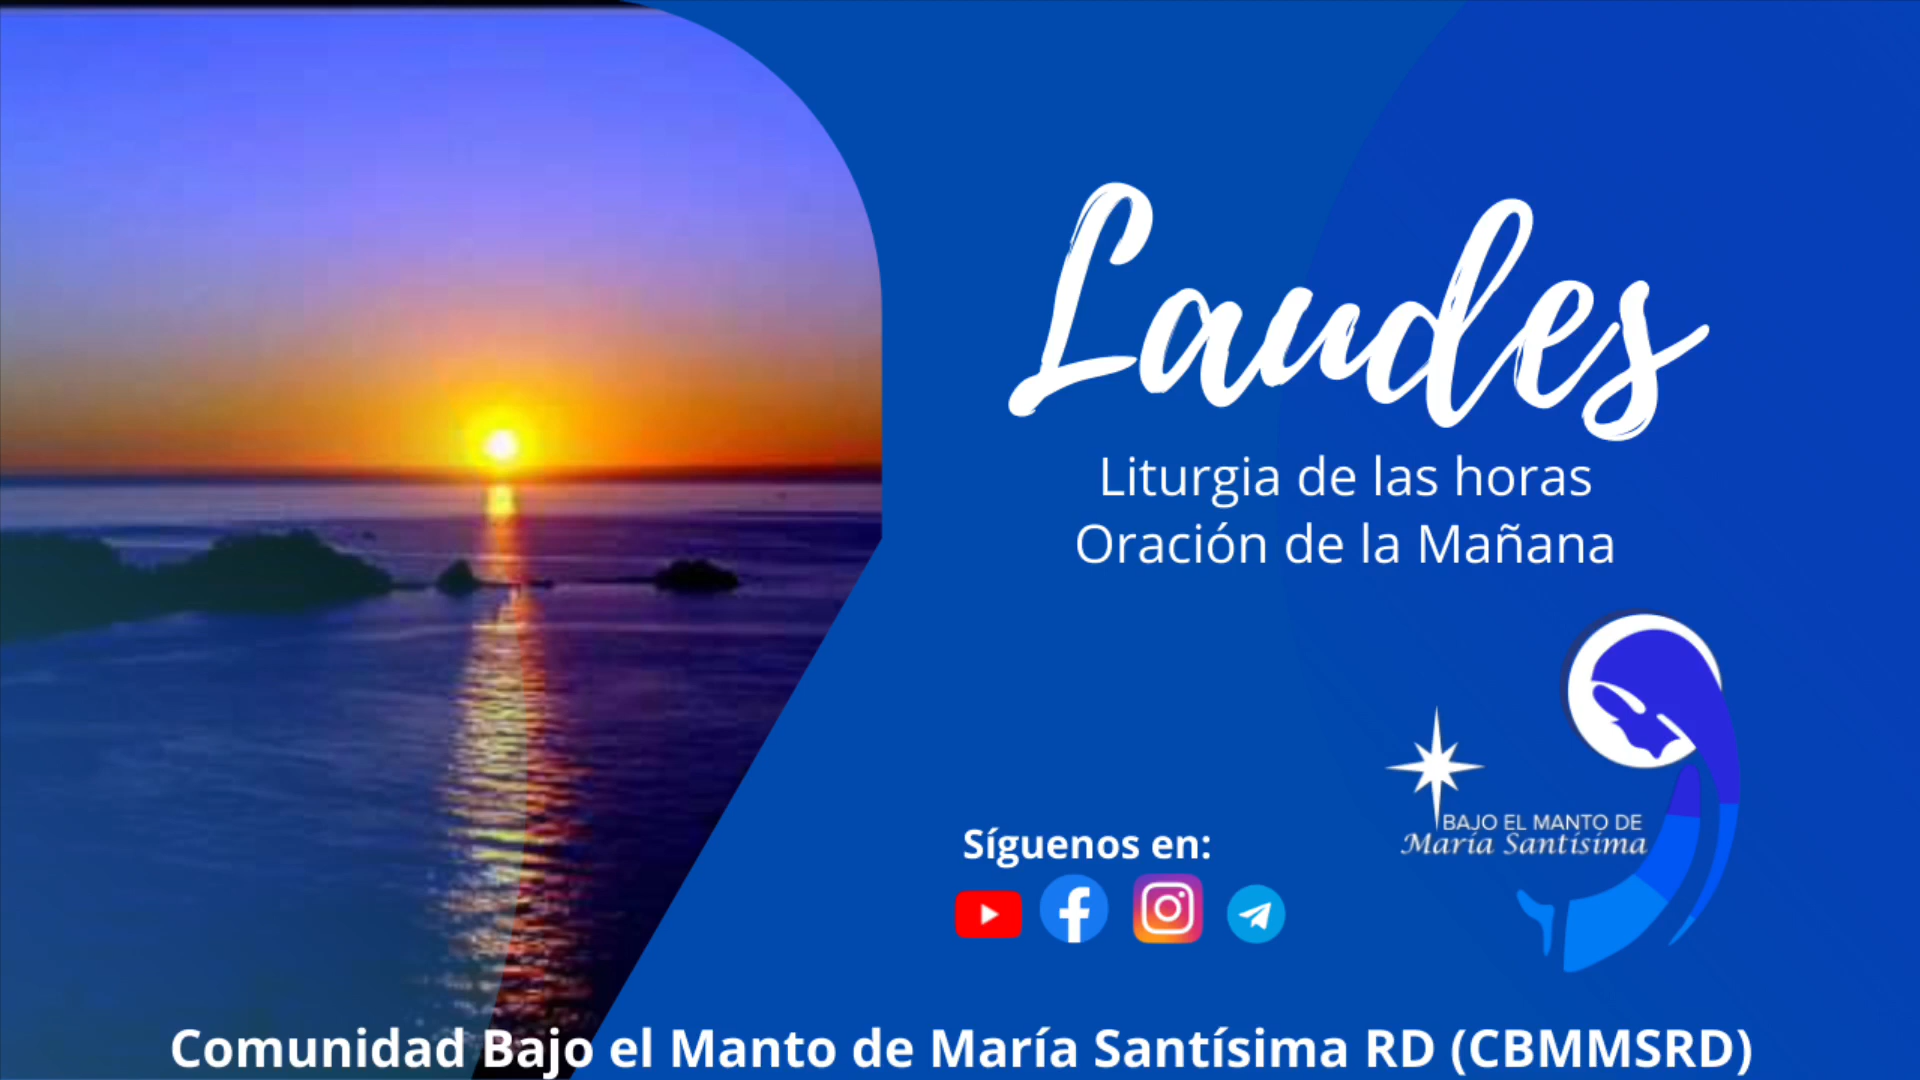 Laudes
Liturgia de las horas
Oración de la Mañana
BAJO EL MANTO DE
María Santísima
Síguenos en:
Comunidad Bajo el Manto de María Santísima RD (CBMMSRD)